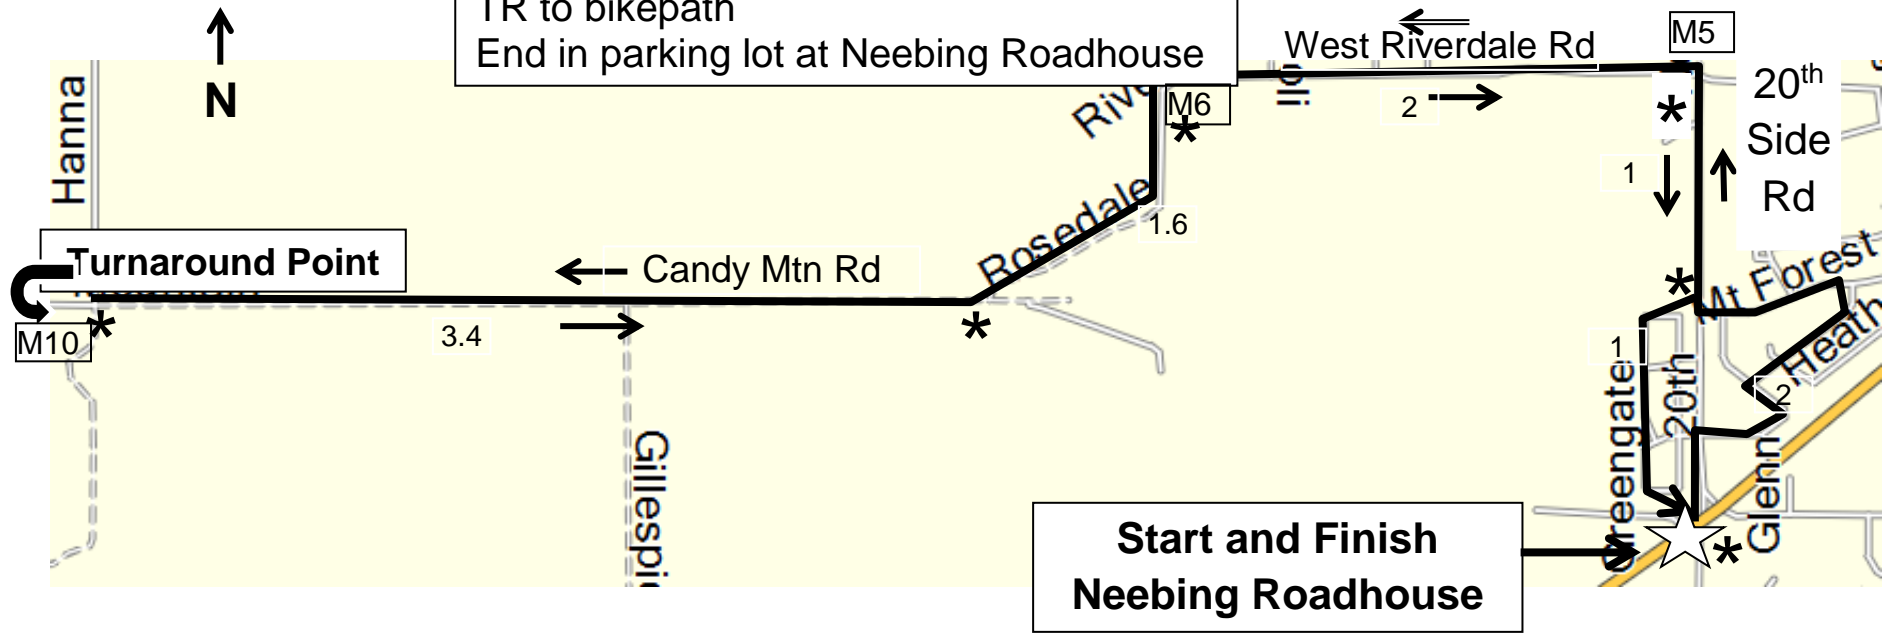 TR to bikepath
End in parking lot at Neebing Roadhouse
West Riverdale Rd
M5
N
Hanna
M6
2
20th
Side
Rd
1
Rosedale
1.6
Turnaround Point
Candy Mtn Rd
Mt Forest
M10
3.4
1
Greengate
20th
Heath
2
Gillespie
Glenn
Start and Finish
Neebing Roadhouse